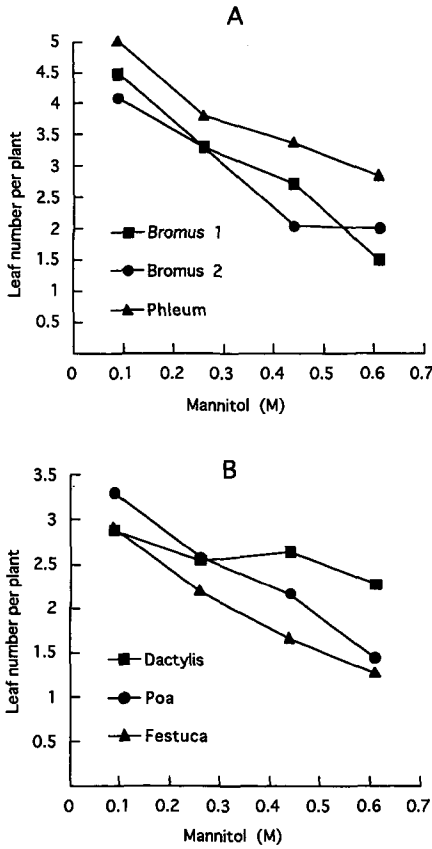 A
5
4.5
4
3.5
3
2.5
2
1.5
1
0.5
Leaf number per plant
Bromus 1
Bromus 2
Phleum
0 0.1 0.2 0.3 0.4 0.5 0.6 0.7
Mannitol (M)
B
3.5
3
2.5
2
1.5
1
0.5
Leaf number per plant
Dactylis
Poa
Festuca
0 0.1 0.2 0.3 0.4 0.5 0.6 0.7
Mannitol (M)